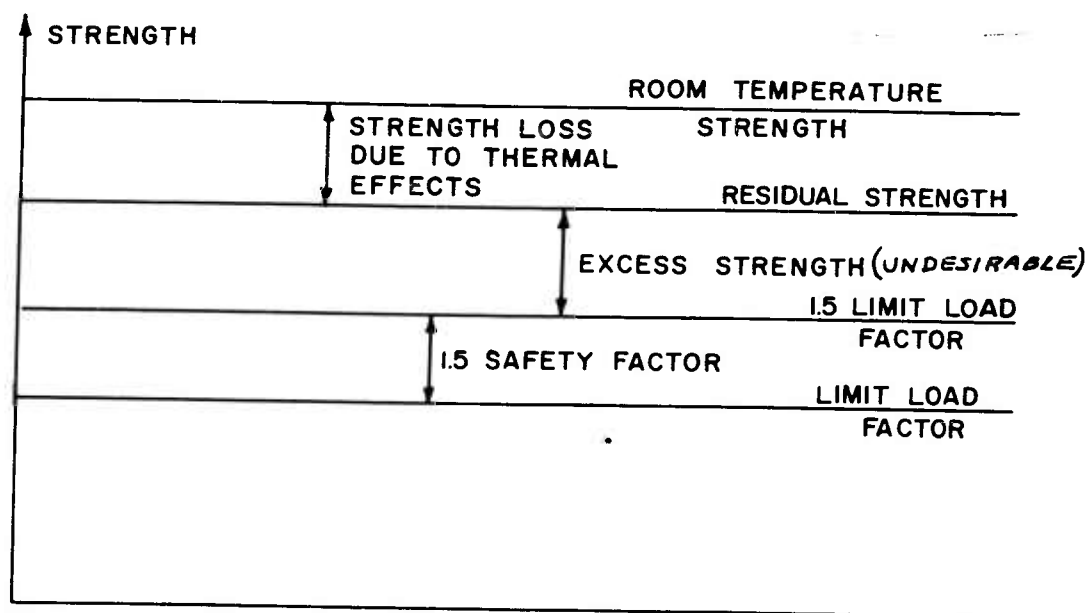 STRENGTH
ROOM TEMPERATURE
STRENGTH
STRENGTH LOSS
DUE TO THERMAL
EFFECTS
RESIDUAL STRENGTH
EXCESS STRENGTH (UNDESIRABLE)
1.5 LIMIT LOAD
FACTOR
1.5 SAFETY FACTOR
LIMIT LOAD
FACTOR